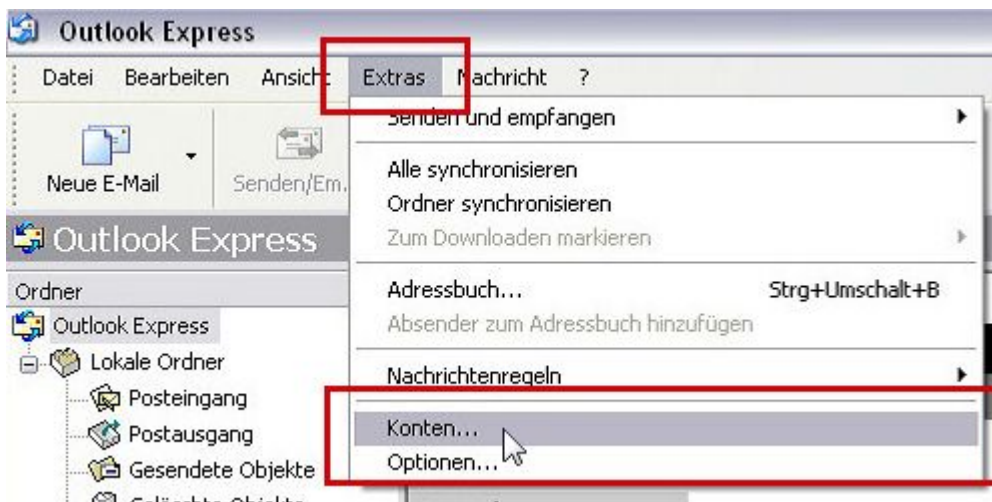 Outlook Express
Datei Bearbeiten Ansicht Extras Nachricht ?
Neue E-Mail Senden/Em.
Senden und empfangen
Alle synchronisieren
Ordner synchronisieren
Zum Downloaden markieren
Adressbuch... Strg+Umschalt+B
Absender zum Adressbuch hinzufügen
Nachrichtenregeln
Konten...
Optionen...
Outlook Express
Ordner
Outlook Express
Lokale Ordner
Posteingang
Postausgang
Gesendete Objekte
Gelöschte Objekte